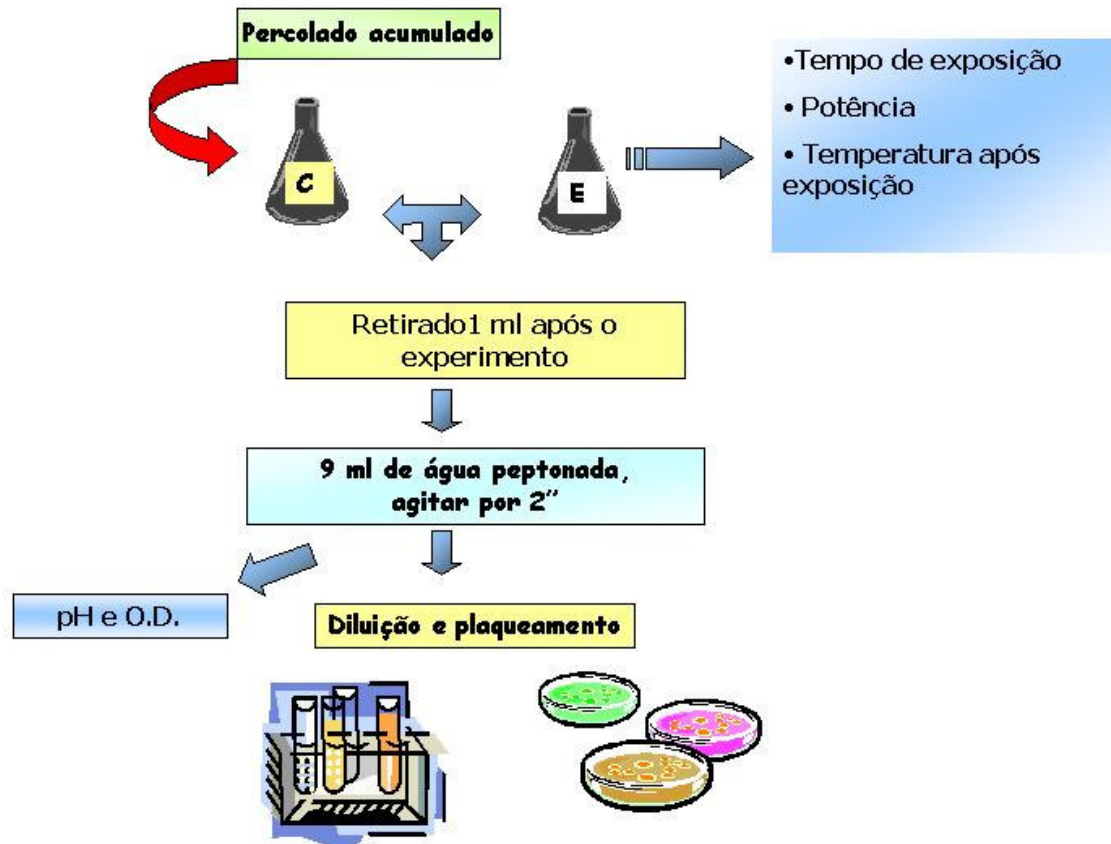 Percolado acumulado
•Tempo de exposição
• Potência
• Temperatura após
exposição
C
E
Retirado1 ml após o
experimento
9 ml de água peptonada,
agitar por 2”
pH e O.D.
Diluição e plaqueamento